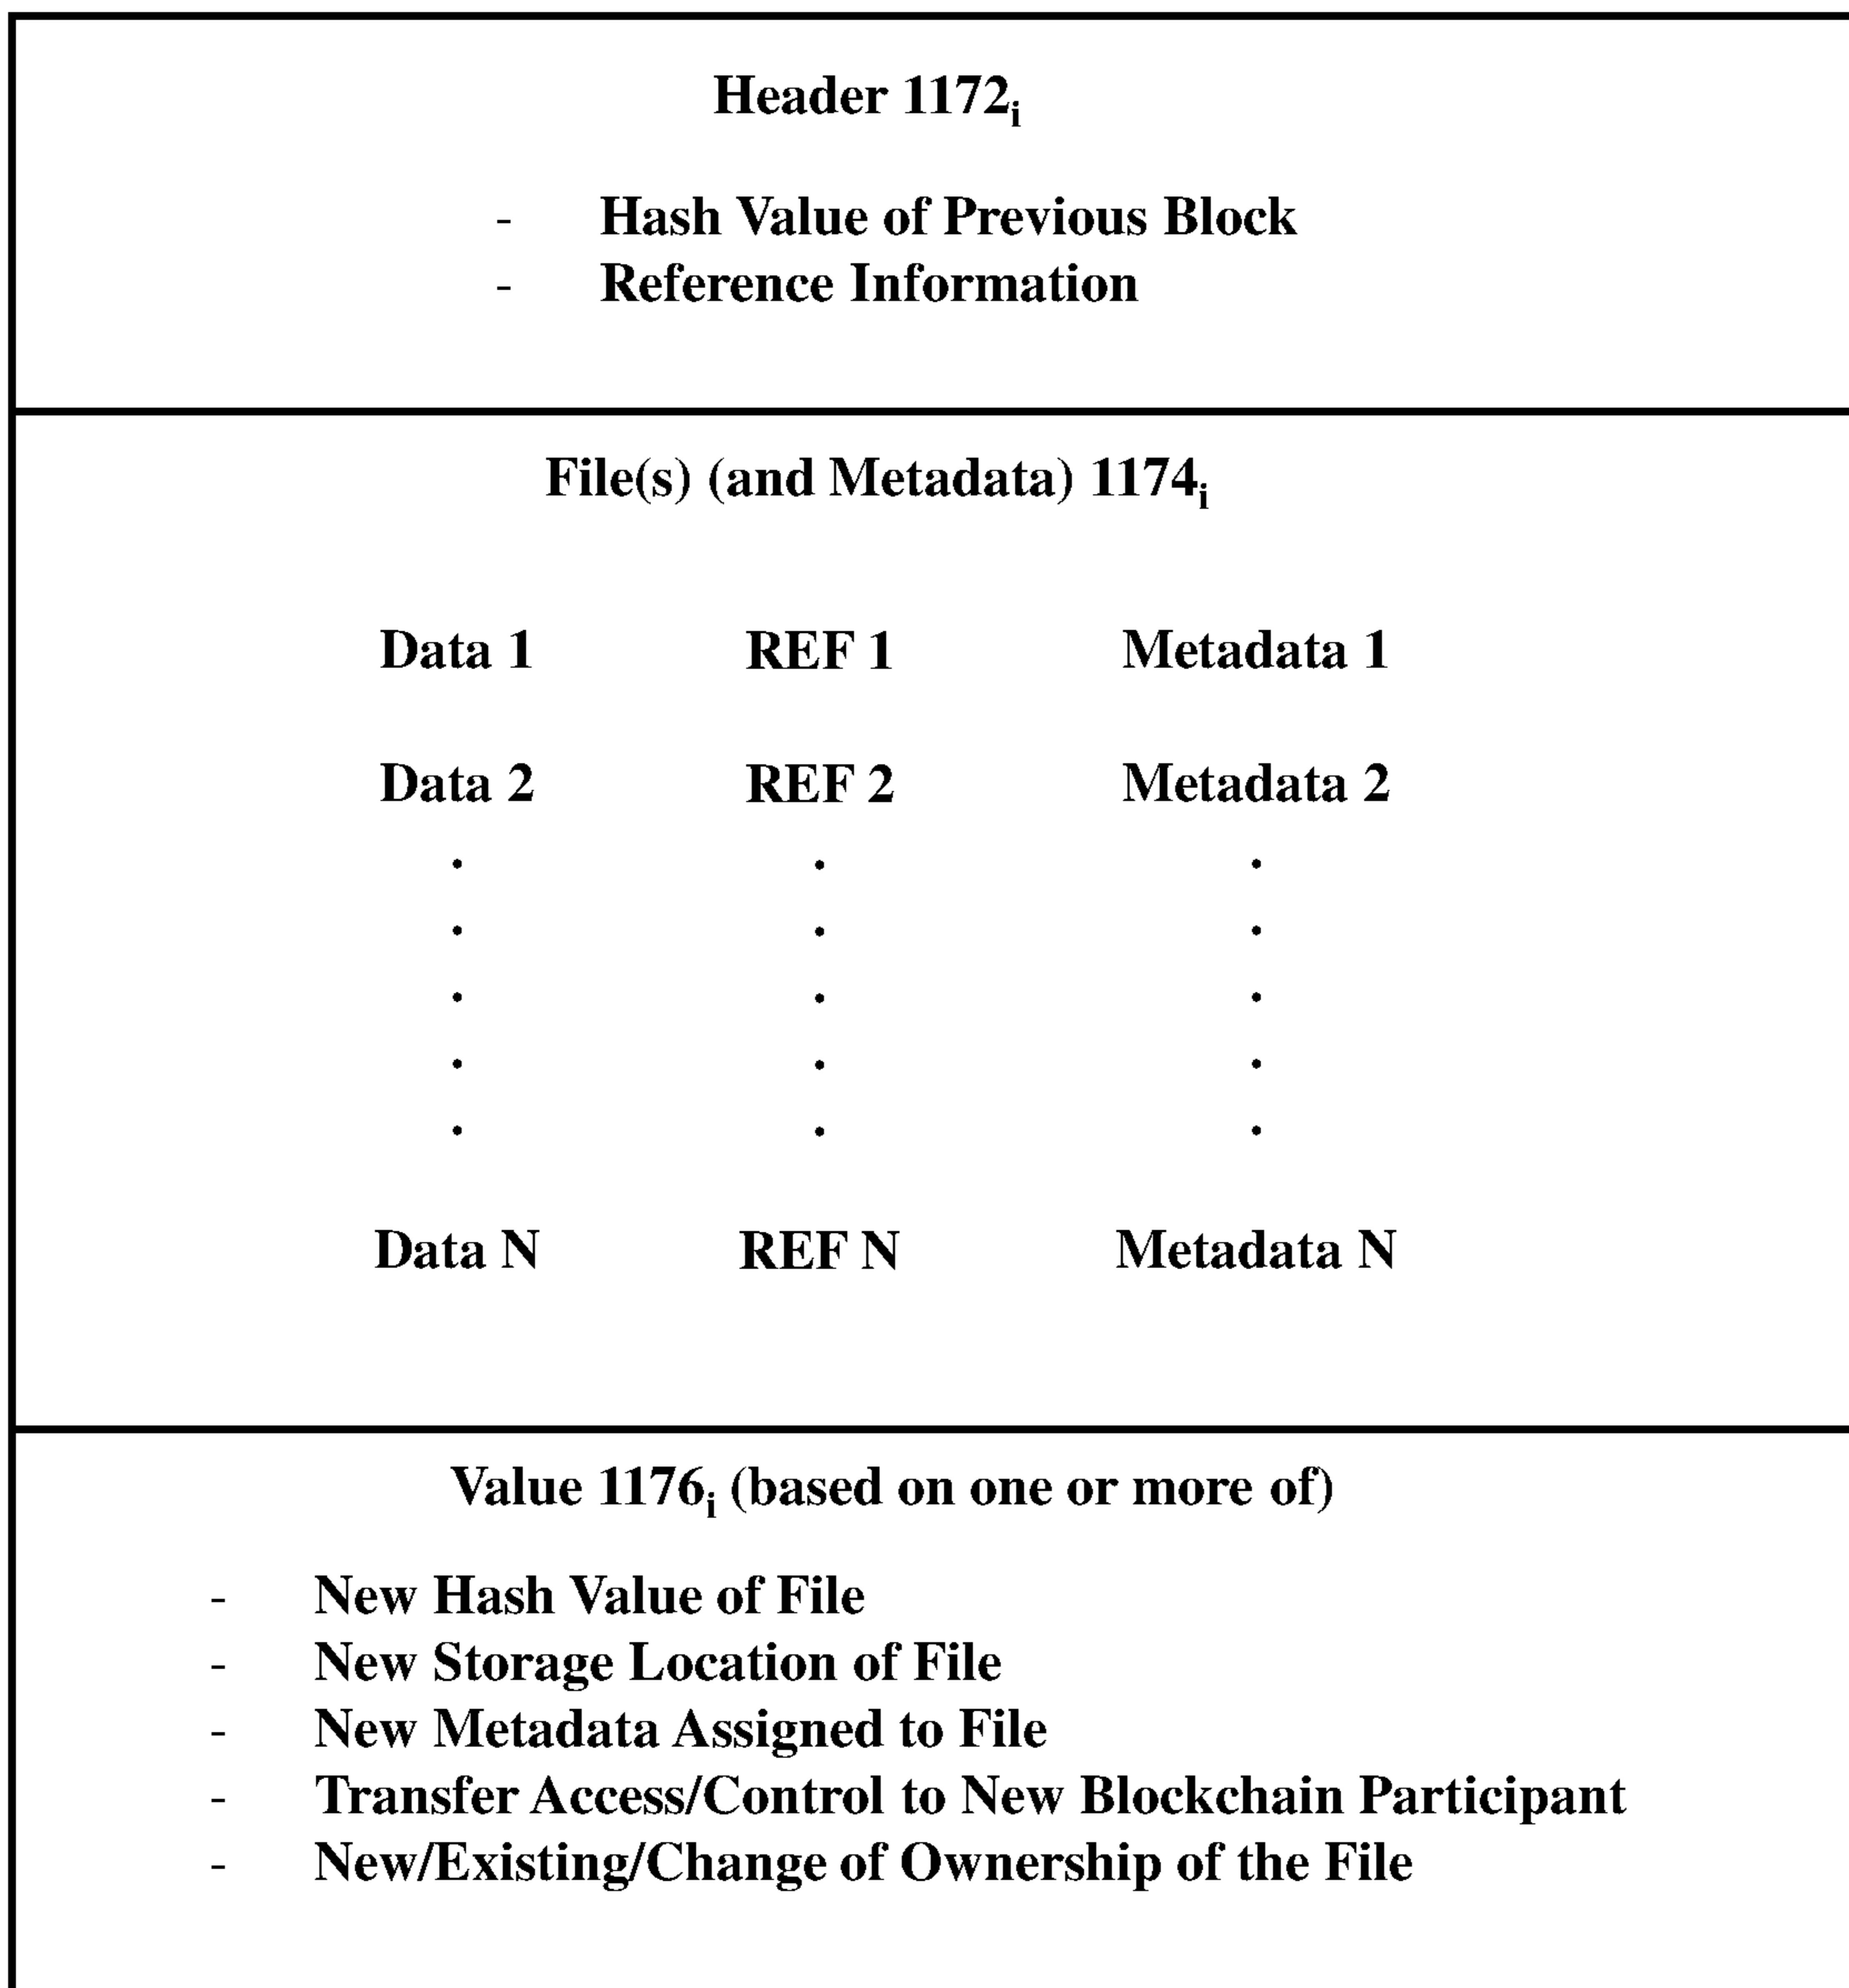 Header 1172i
- Hash Value of Previous Block
- Reference Information
File(s) (and Metadata) 1174i
Data 1 REF 1 Metadata 1
Data 2 REF 2 Metadata 2
. . .
. . .
. . .
. . .
. . .
Data N REF N Metadata N
Value 1176i (based on one or more of)
- New Hash Value of File
- New Storage Location of File
- New Metadata Assigned to File
- Transfer Access/Control to New Blockchain Participant
- New/Existing/Change of Ownership of the File